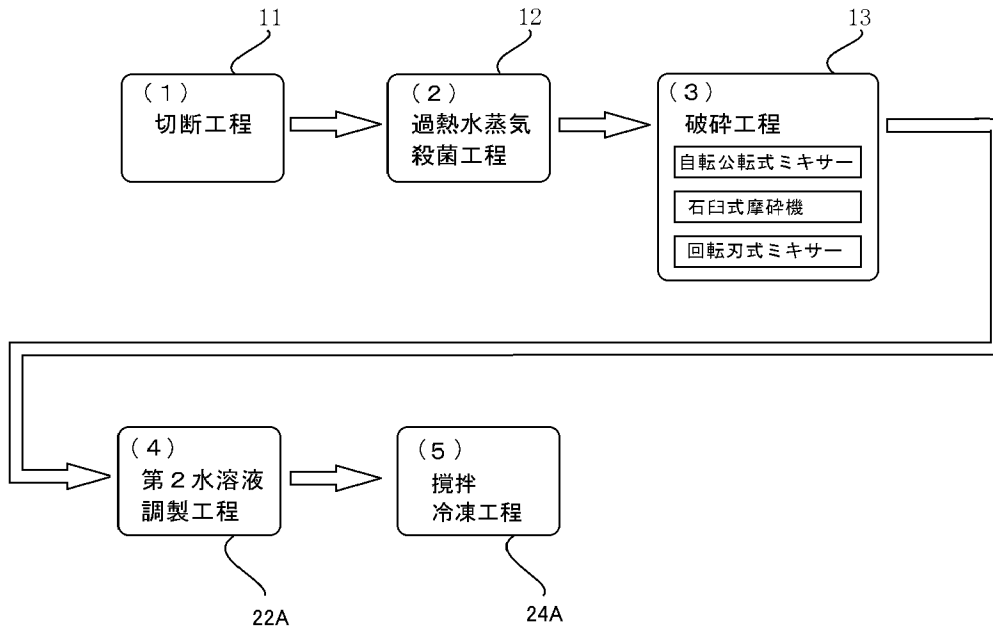 11
12
13
(1)
切断工程
(2)
過熱水蒸気
殺菌工程
(3)
破砕工程
自転公転式ミキサー
石臼式摩砕機
回転刃式ミキサー
(4)
第2水溶液
調製工程
(5)
撹拌
冷凍工程
22A
24A